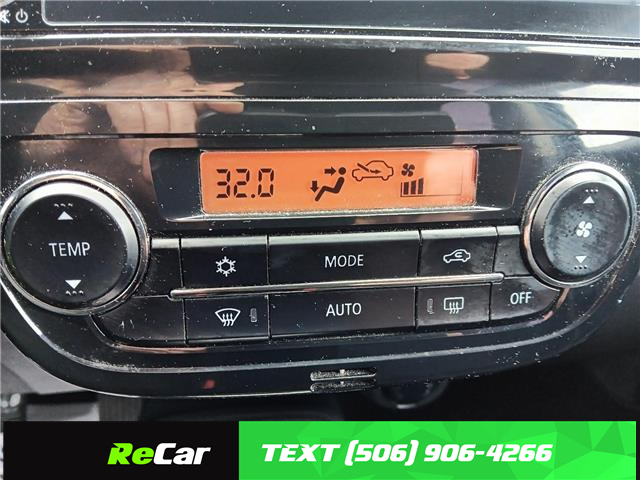 32.0
TEMP
MODE
AUTO
OFF
ReCar
TEXT (506) 906-4266